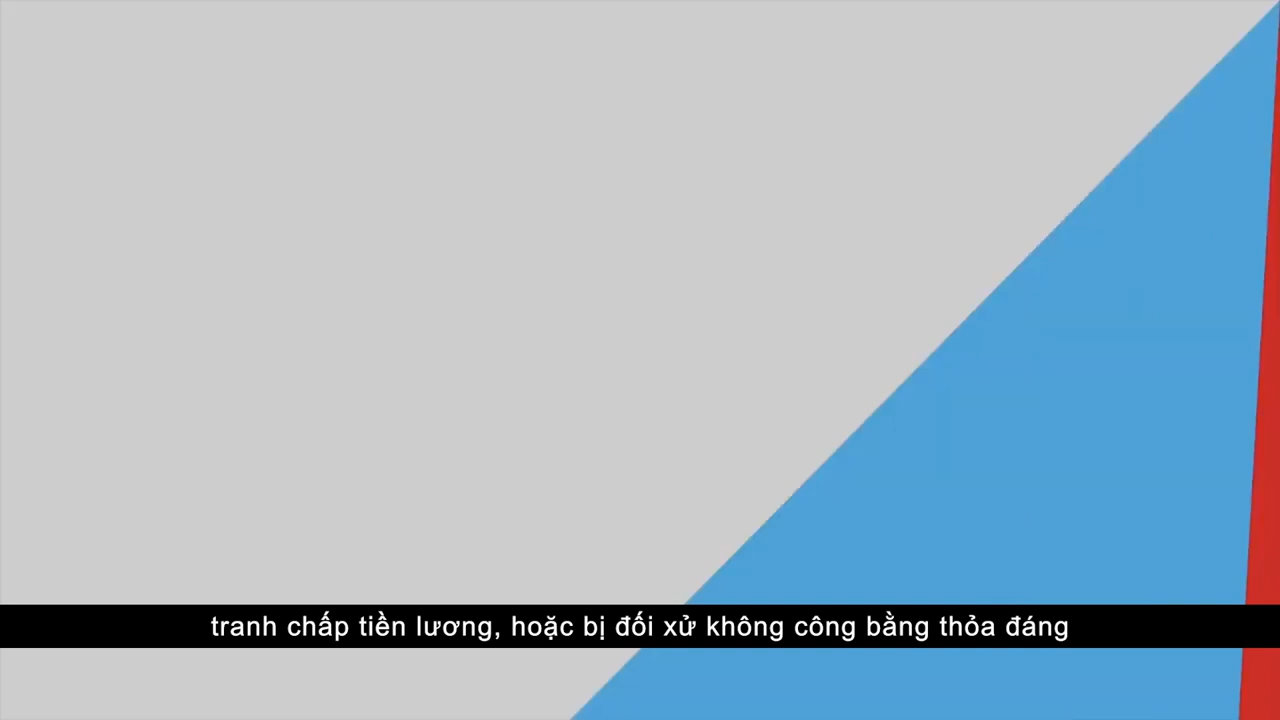 tranh chấp tiền lương, hoặc bị đối xử không công bằng thỏa đáng